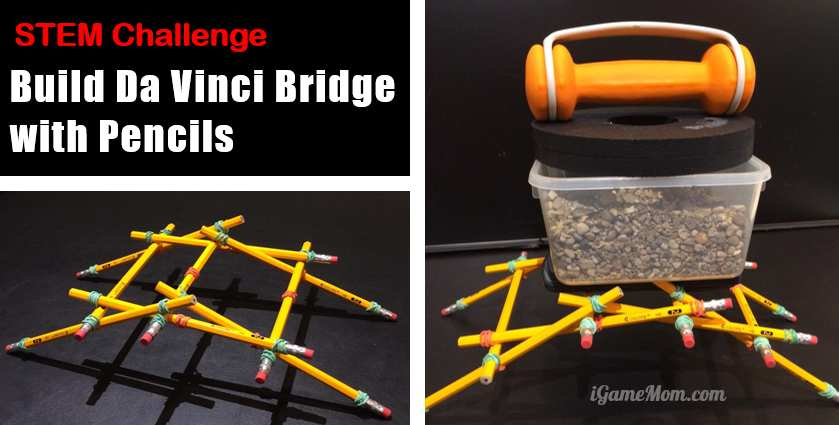 STEM Challenge
Build Da Vinci Bridge
with Pencils
iGameMom.com